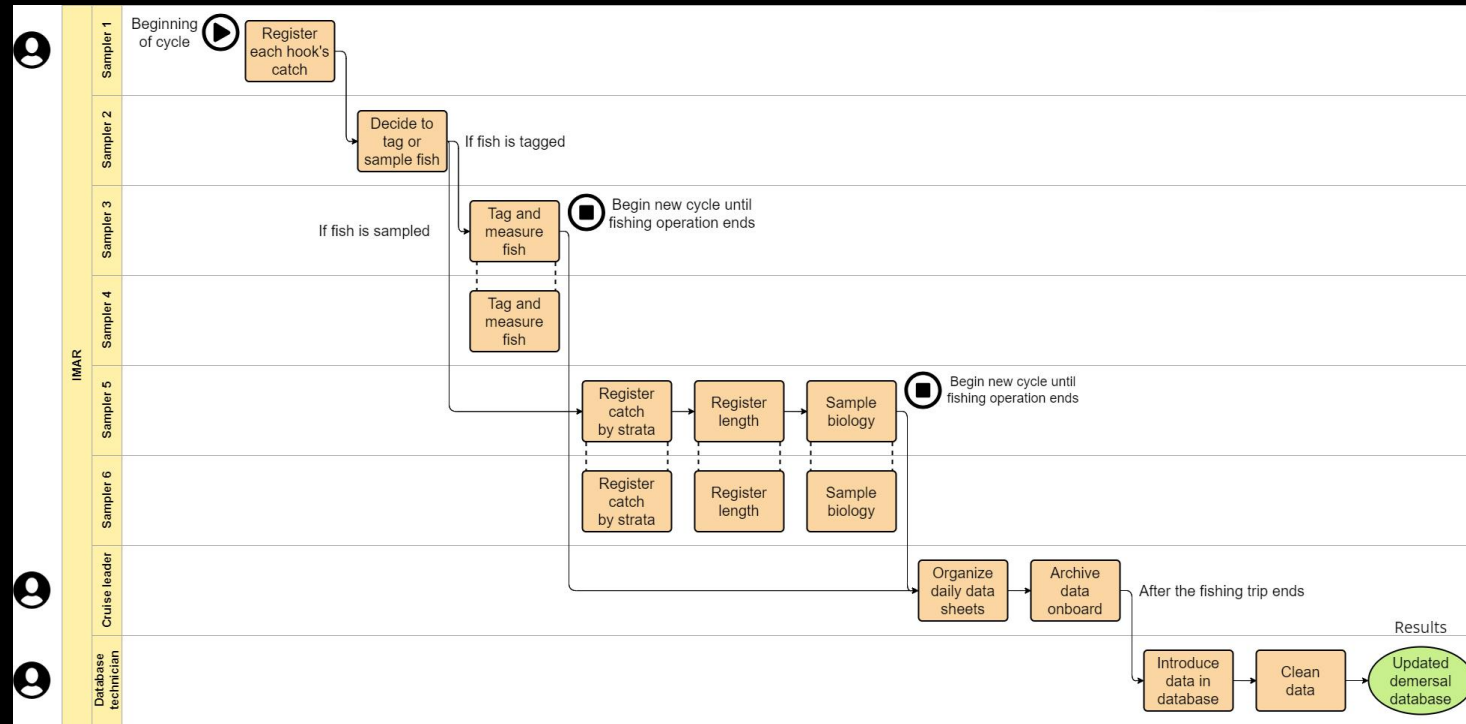 IMAR
Sampler 1
Beginning
of cycle
Register
each hook's
catch
Sampler 2
Decide to
tag or
sample fish
If fish is tagged
Sampler 3
If fish is sampled
Tag and
measure
fish
Begin new cycle until
fishing operation ends
Sampler 4
Tag and
measure
fish
Sampler 5
Register
catch
by strata
Register
length
Sample
biology
Begin new cycle until
fishing operation ends
Sampler 6
Register
catch
by strata
Register
length
Sample
biology
Cruise leader
Organize
daily data
sheets
Archive
data
onboard
After the fishing trip ends
Database
technician
Introduce
data in
database
Clean
data
Results
Updated
demersal
database